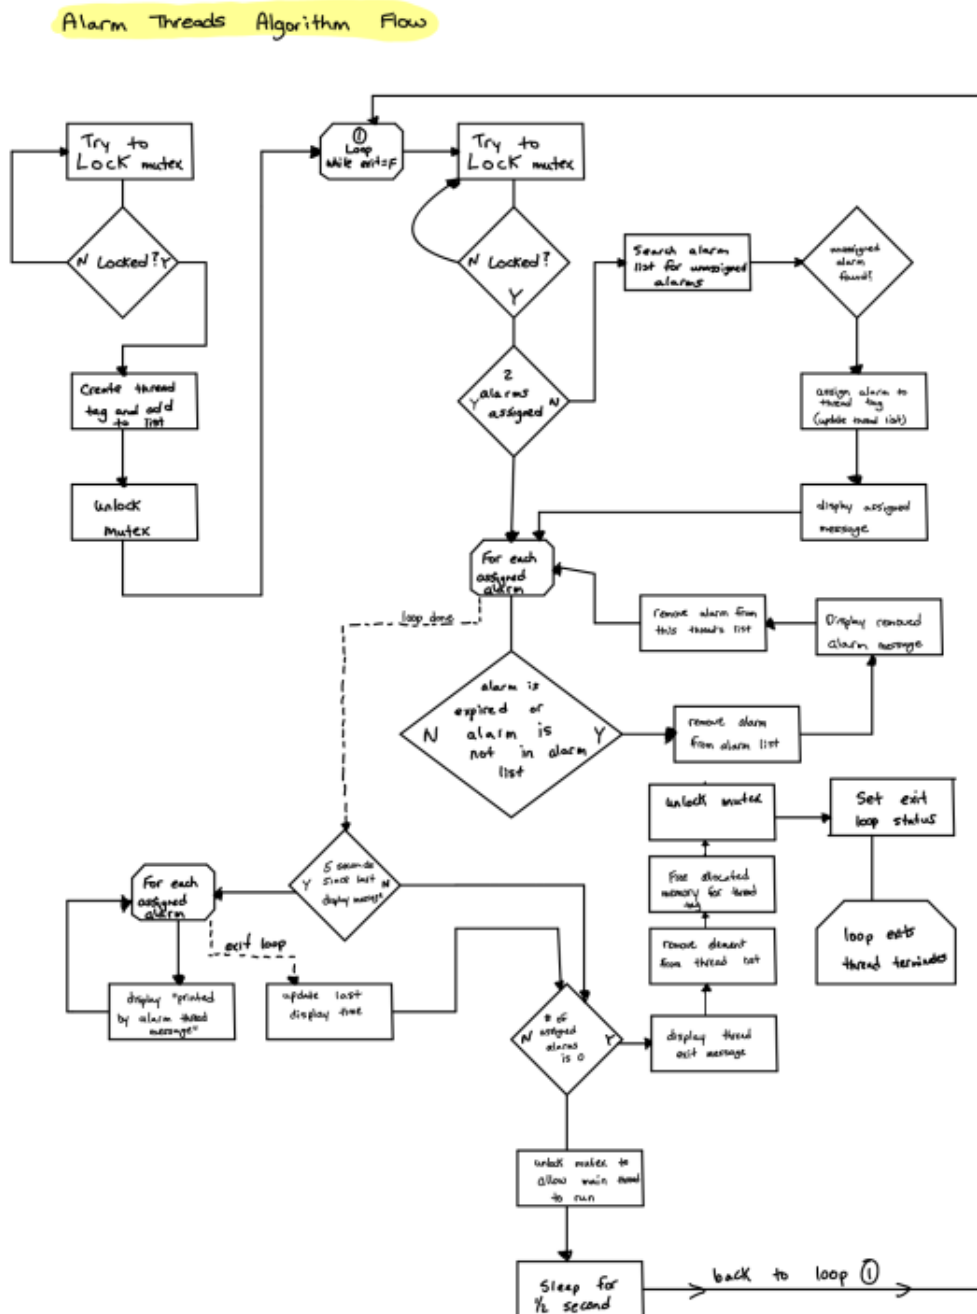 Alarm Threads Algorithm Flow
Try to
Lock mutex
N Locked? Y
Create thread
tag and add
to list
unlock
mutex
①
Loop
while exit=F
Try to
Lock mutex
N Locked?
Y
2
Y alarms N
assigned
Search alarm
list for unassigned
alarms
unassigned
alarm
found?
assign alarm to
thread tag
(update thread list)
display assigned
message
For each
assigned
alarm
loop done
remove alarm from
this thread's list
Display removed
alarm message
alarm is
expired or
N alarm is Y
not in alarm
list
remove alarm
from alarm list
unlock mutex
Set exit
loop status
Free allocated
memory for thread
tag
loop exits
thread terminates
remove element
from thread list
display thread
exit message
5 seconds
Y since last N
display message
For each
assigned
alarm
exit loop
display "printed
by alarm thread
message"
update last
display time
# of
N assigned Y
alarms
is 0
unlock mutex to
allow main thread
to run
Sleep for
½ second
back to loop ①